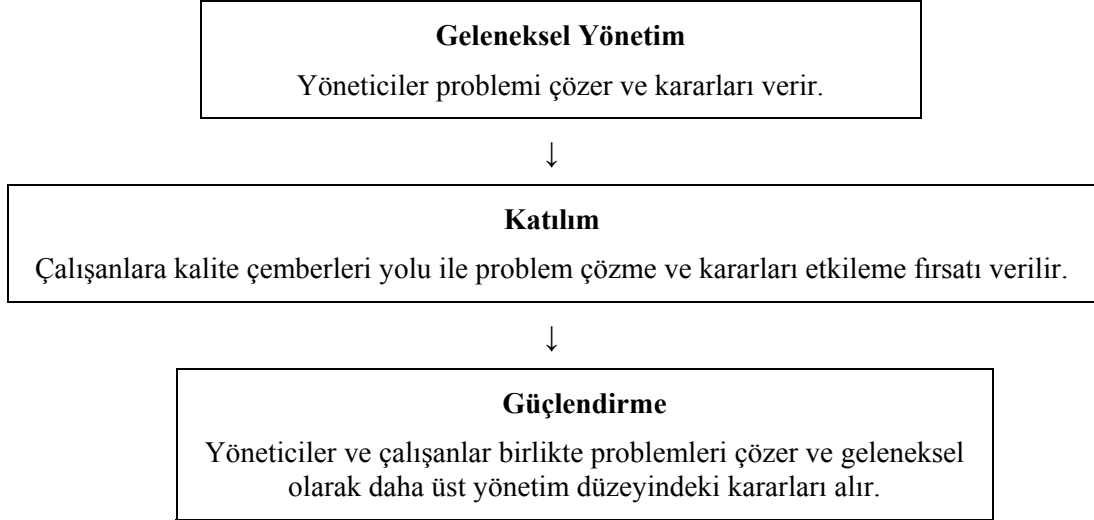 Geleneksel Yönetim
Yöneticiler problemi çözer ve kararları verir.
↓
Katılım
Çalışanlara kalite çemberleri yolu ile problem çözme ve kararları etkileme fırsatı verilir.
↓
Güçlendirme
Yöneticiler ve çalışanlar birlikte problemleri çözer ve geleneksel
olarak daha üst yönetim düzeyindeki kararları alır.